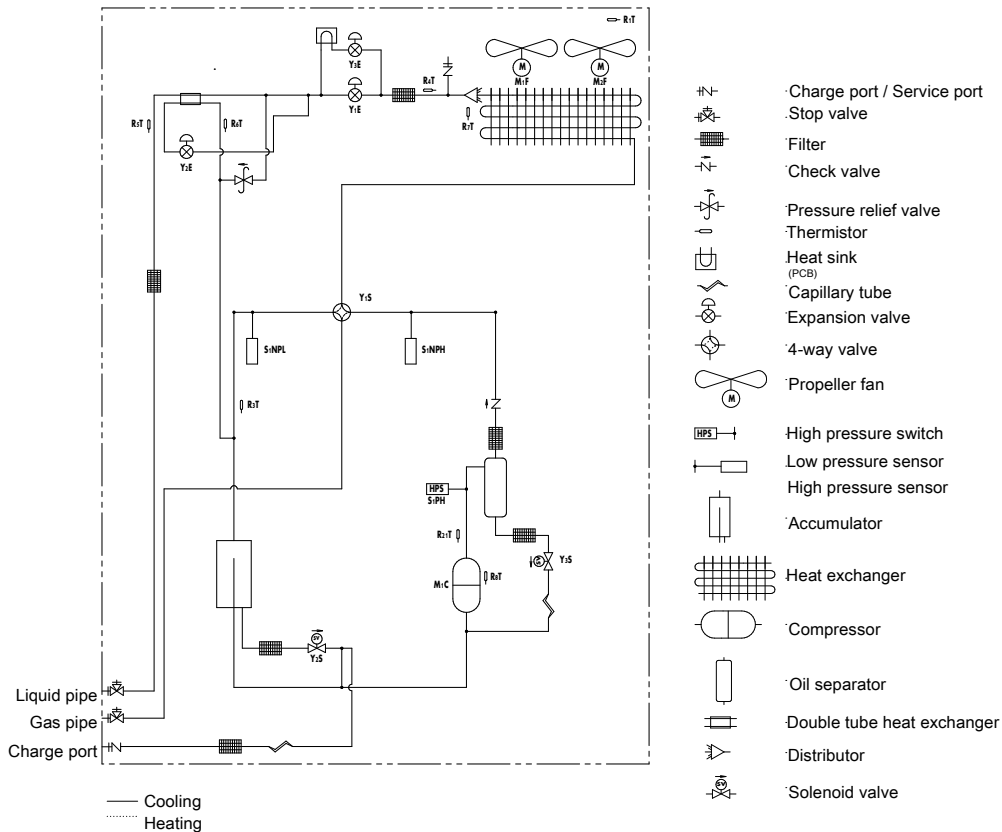 R1T
Y3E
M1F
M2F
R4T
Y1E
R7T
R5T
R6T
Y2E
Y1S
S1NPL
S1NPH
R3T
HPS
S1PH
R21T
M1C
R8T
SV
Y3S
SV
Y2S
M
M
Liquid pipe
Gas pipe
Charge port
Cooling
Heating
Charge port / Service port
Stop valve
Filter
Check valve
Pressure relief valve
Thermistor
Heat sink
(PCB)
Capillary tube
Expansion valve
4-way valve
Propeller fan
M
HPS
High pressure switch
Low pressure sensor
High pressure sensor
Accumulator
Heat exchanger
Compressor
Oil separator
Double tube heat exchanger
Distributor
SV
Solenoid valve